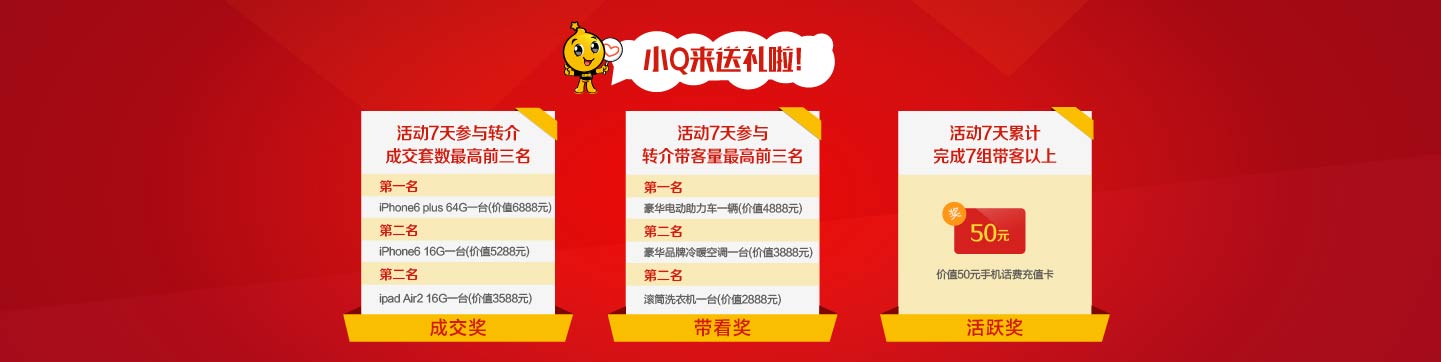 小Q来送礼啦!
活动7天参与转介
成交套数最高前三名
第一名
iPhone6 plus 64G一台(价值6888元)
第二名
iPhone6 16G一台(价值5288元)
第二名
ipad Air2 16G一台(价值3588元)
成交奖
活动7天参与
转介带客量最高前三名
第一名
豪华电动助力车一辆(价值4888元)
第二名
豪华品牌冷暖空调一台(价值3888元)
第二名
滚筒洗衣机一台(价值2888元)
带看奖
活动7天累计
完成7组带客以上
奖
50元
价值50元手机话费充值卡
活跃奖